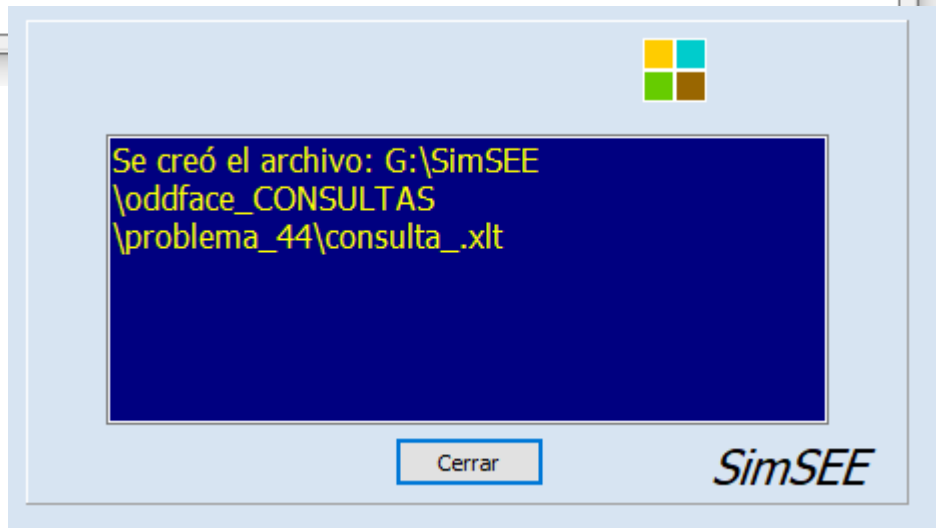 Se creó el archivo: G:\SimSEE
\oddface_CONSULTAS
\problema_44\consulta_.xlt
Cerrar
SimSEE